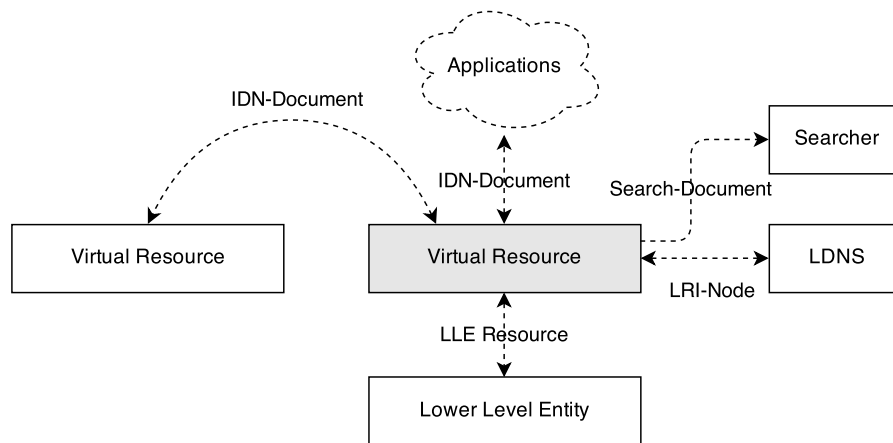 Applications
IDN-Document
Searcher
IDN-Document
Search-Document
Virtual Resource
Virtual Resource
LDNS
LRI-Node
LLE Resource
Lower Level Entity